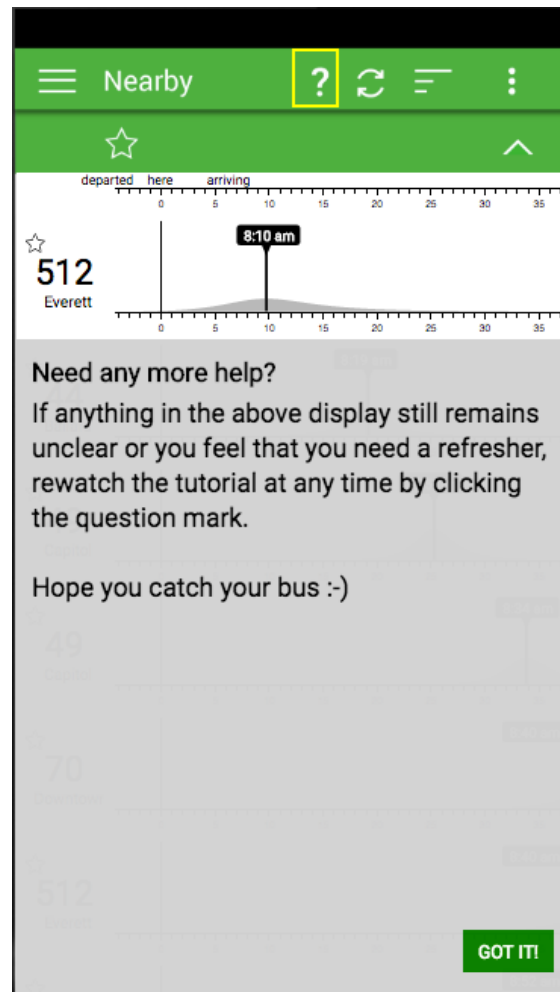 Nearby ?
departed here arriving
0 5 10 15 20 25 30 35
8:10 am
512
Everett
0 5 10 15 20 25 30 35
Need any more help?
If anything in the above display still remains
unclear or you feel that you need a refresher,
rewatch the tutorial at any time by clicking
the question mark.
Hope you catch your bus :-)
49
Capitol
70
512
Everett
GOT IT!